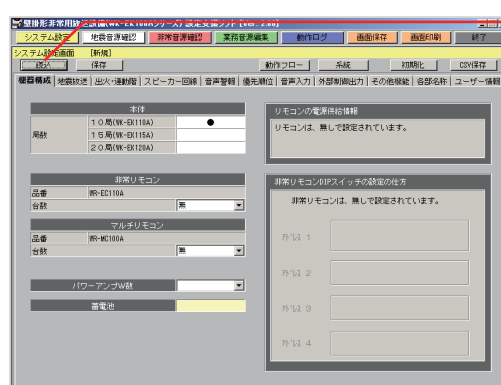 壁掛形非常用放送設備(WK-EK100Aシリーズ) 設定支援ソフト [Ver. 2.00]
システム設定 地震音源確認 非常音源確認 業務音源編集 動作ログ 画面保存 画面印刷 終了
システム設定画面 [新規]
読込 保存 動作フロー 系統 初期化 CSV保存
機器構成 地震放送 出火・連動階 スピーカー回線 音声警報 優先順位 音声入力 外部制御出力 その他機能 各部名称 ユーザー情報
本体
局数
10局(WK-EK110A) ●
15局(WK-EK115A)
20局(WK-EK120A)
非常リモコン
品番 WR-EC110A
台数 無
マルチリモコン
品番 WR-MC100A
台数 無
パワーアンプW数
蓄電池
リモコンの電源供給情報
リモコンは、無しで設定されています。
非常リモコンDIPスイッチの設定の仕方
非常リモコンは、無しで設定されています。
ｱﾄﾞﾚｽ 1
ｱﾄﾞﾚｽ 2
ｱﾄﾞﾚｽ 3
ｱﾄﾞﾚｽ 4